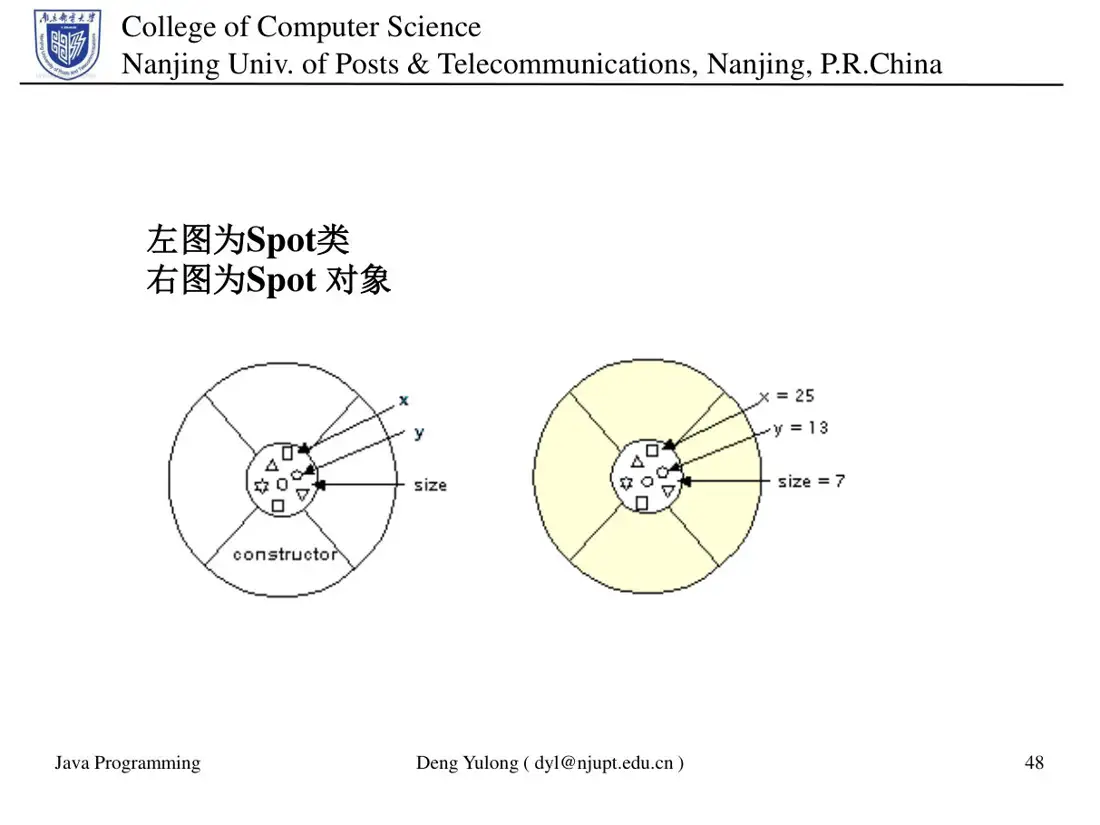 College of Computer Science
Nanjing Univ. of Posts & Telecommunications, Nanjing, P.R.China
左图为Spot类
右图为Spot 对象
x
y
size
constructor
x = 25
y = 13
size = 7
Java Programming
Deng Yulong ( dyl@njupt.edu.cn )
48